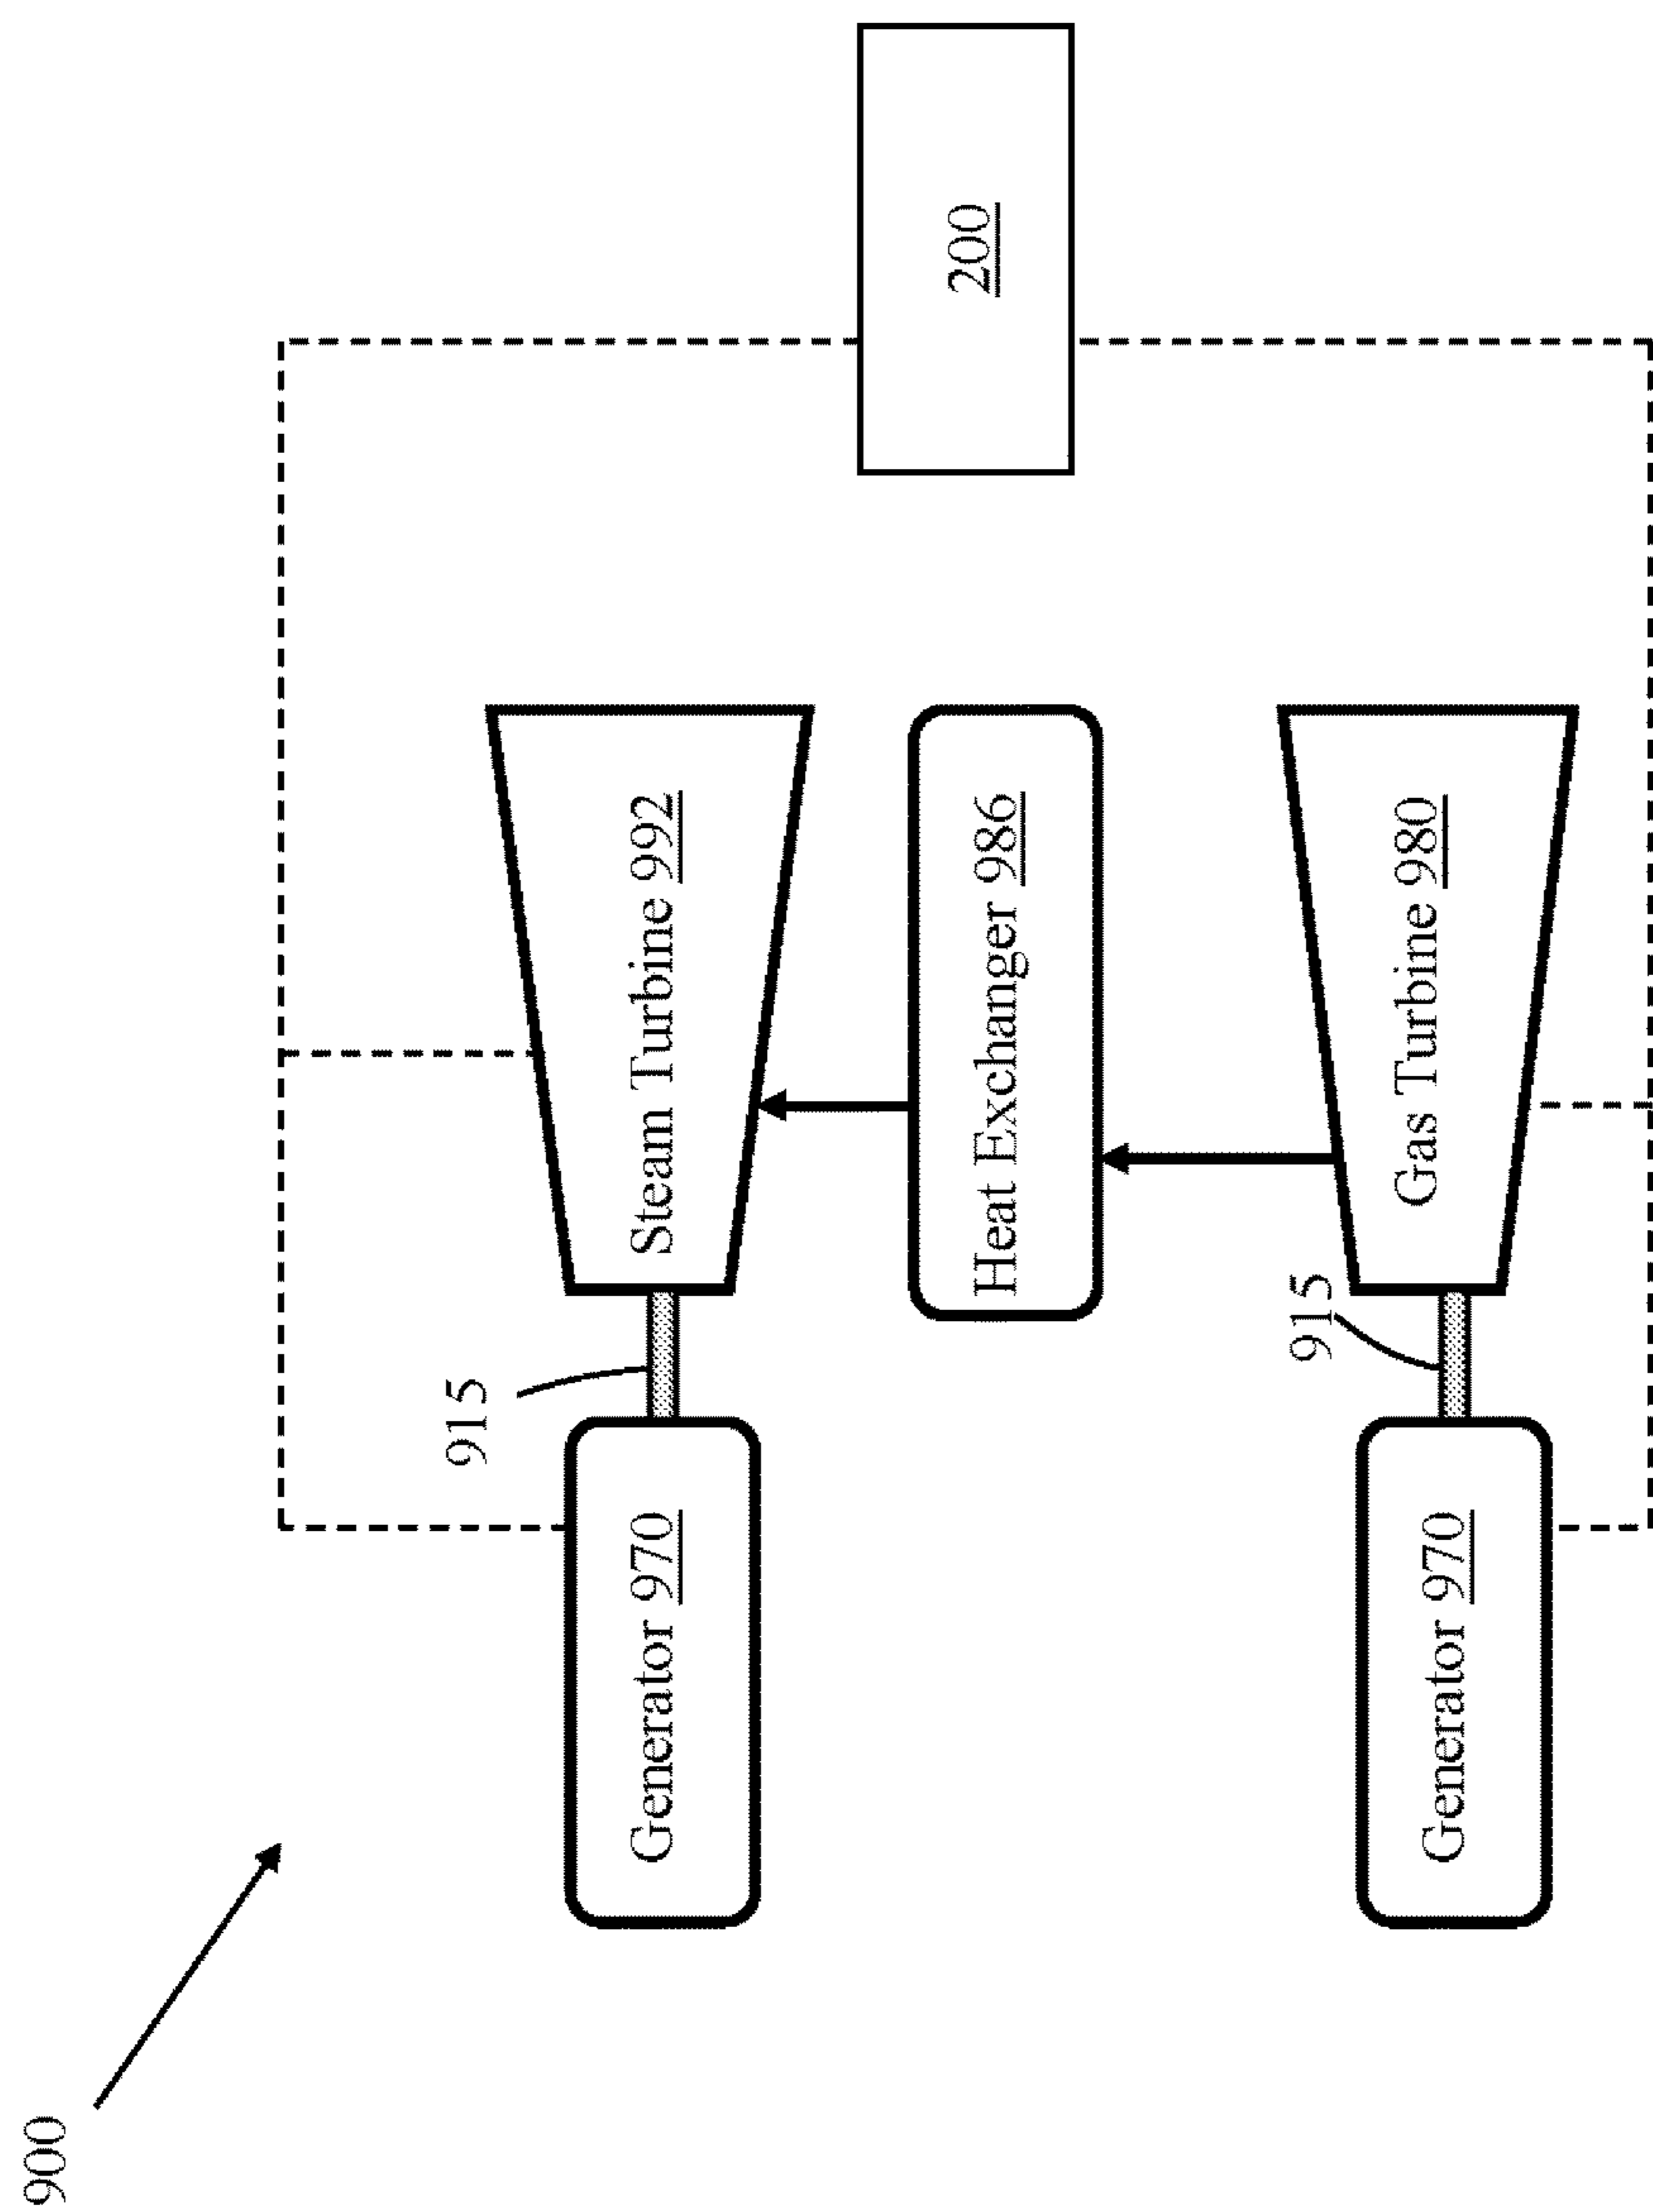 900
Generator 970
915
Steam Turbine 992
Heat Exchanger 986
200
Generator 970
915
Gas Turbine 980